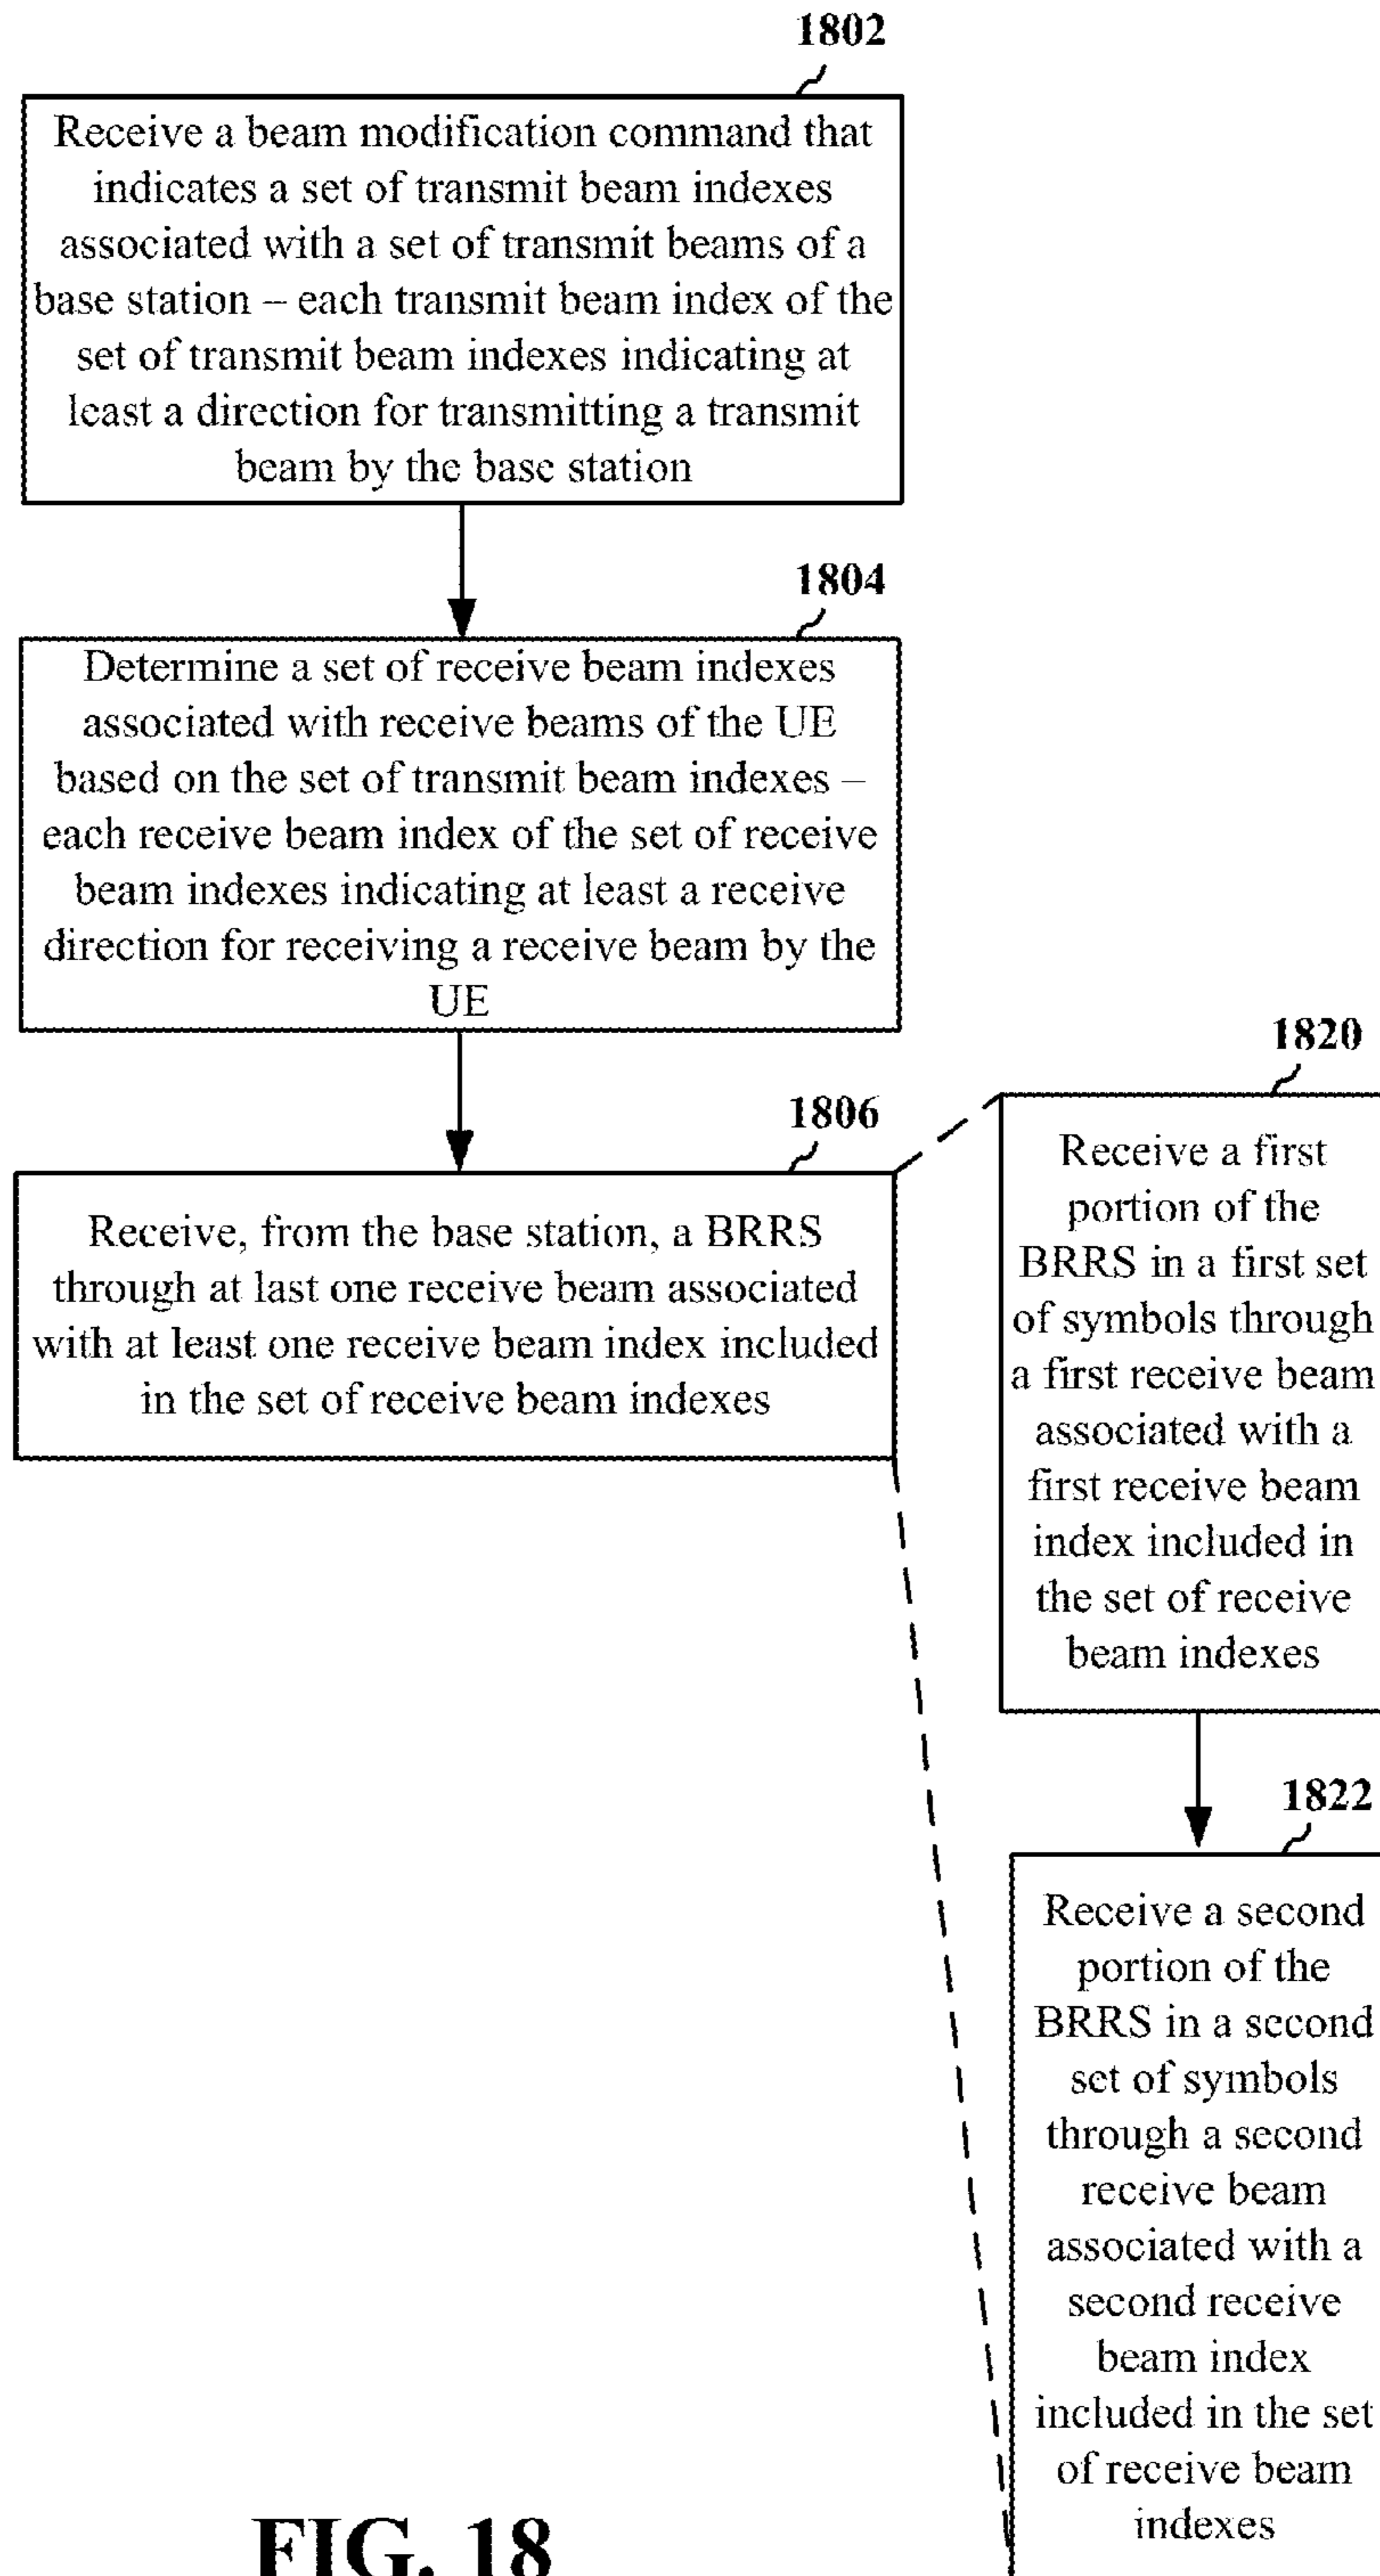 1802
Receive a beam modification command that
indicates a set of transmit beam indexes
associated with a set of transmit beams of a
base station – each transmit beam index of the
set of transmit beam indexes indicating at
least a direction for transmitting a transmit
beam by the base station
1804
Determine a set of receive beam indexes
associated with receive beams of the UE
based on the set of transmit beam indexes –
each receive beam index of the set of receive
beam indexes indicating at least a receive
direction for receiving a receive beam by the
UE
1806
Receive, from the base station, a BRRS
through at last one receive beam associated
with at least one receive beam index included
in the set of receive beam indexes
1820
Receive a first
portion of the
BRRS in a first set
of symbols through
a first receive beam
associated with a
first receive beam
index included in
the set of receive
beam indexes
1822
Receive a second
portion of the
BRRS in a second
set of symbols
through a second
receive beam
associated with a
second receive
beam index
included in the set
of receive beam
indexes
FIG. 18